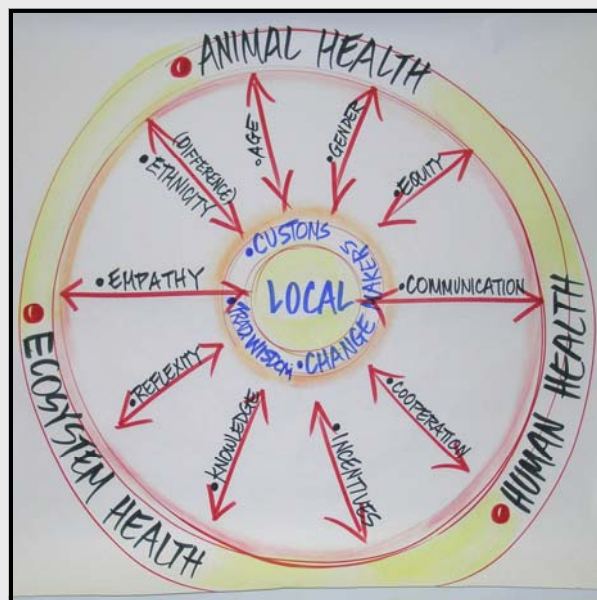 • ANIMAL HEALTH
• AGE
• GENDER
• EQUITY
• COMMUNICATION
• COOPERATION
• INCENTIVES
• KNOWLEDGE
• REFLEXITY
• EMPATHY
(DIFFERENCE)
• ETHNICITY
• CUSTONS
• CHANGE MAKERS
• TRAD WISDOM
LOCAL
• HUMAN HEALTH
• ECOSYSTEM HEALTH